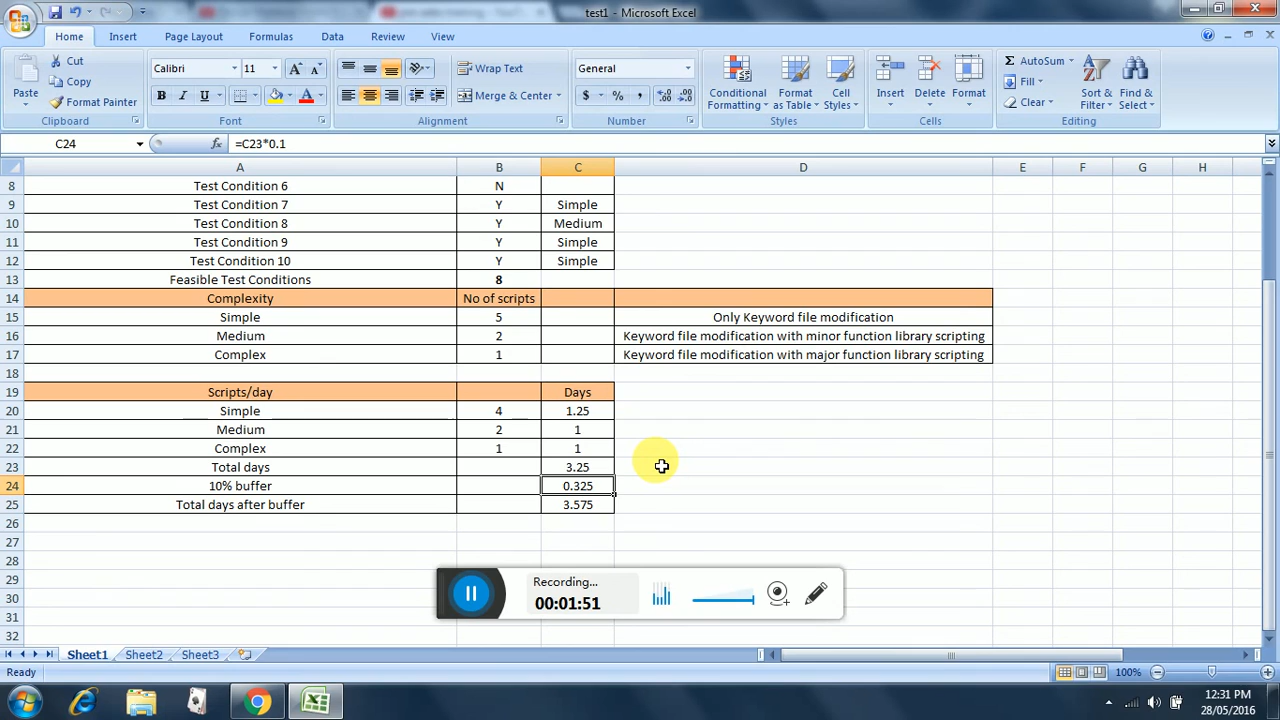 test1 - Microsoft Excel
Home Insert Page Layout Formulas Data Review View
Paste
Cut
Copy
Format Painter
Calibri 11
B I U
A A A
Wrap Text
Merge & Center
General
$ % ,
Conditional Formatting
Format as Table
Cell Styles
Insert
Delete
Format
AutoSum
Fill
Clear
Sort & Filter
Find & Select
Clipboard Font Alignment Number Styles Cells Editing
C24 fx =C23*0.1
A B C D E F G H
8 Test Condition 6 N
9 Test Condition 7 Y Simple
10 Test Condition 8 Y Medium
11 Test Condition 9 Y Simple
12 Test Condition 10 Y Simple
13 Feasible Test Conditions 8
14 Complexity No of scripts
15 Simple 5 Only Keyword file modification
16 Medium 2 Keyword file modification with minor function library scripting
17 Complex 1 Keyword file modification with major function library scripting
18
19 Scripts/day Days
20 Simple 4 1.25
21 Medium 2 1
22 Complex 1 1
23 Total days 3.25
24 10% buffer 0.325
25 Total days after buffer 3.575
26
27
28
29
30
31
32
Recording...
00:01:51
Sheet1 Sheet2 Sheet3
Ready 100%
12:31 PM
28/05/2016